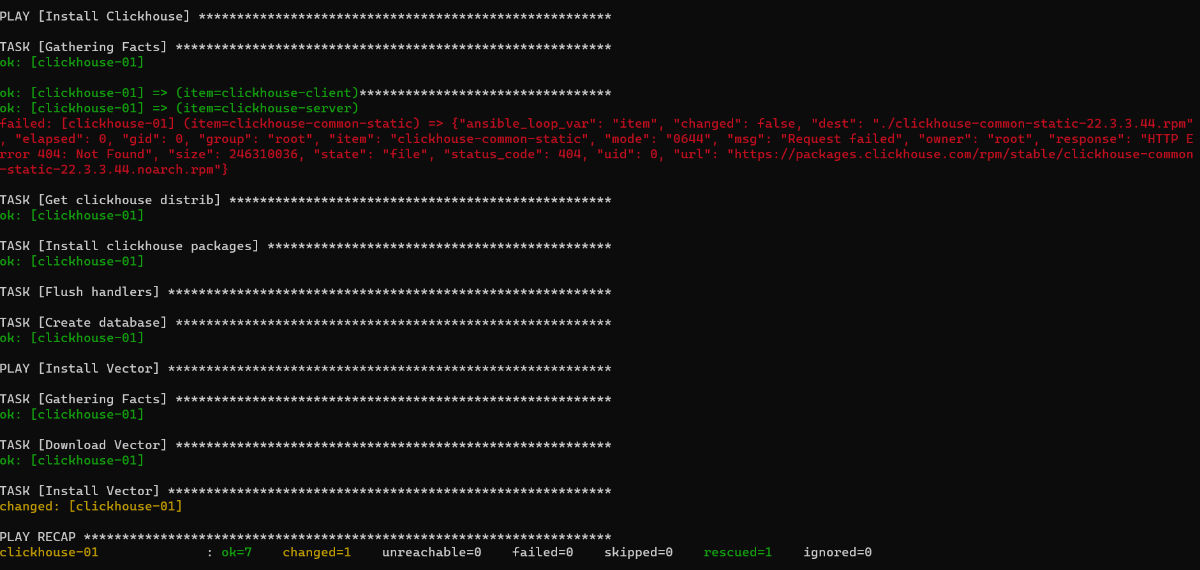 PLAY [Install Clickhouse] ******************************************************
TASK [Gathering Facts] *********************************************************
ok: [clickhouse-01]
ok: [clickhouse-01] => (item=clickhouse-client)*********************************
ok: [clickhouse-01] => (item=clickhouse-server)
failed: [clickhouse-01] (item=clickhouse-common-static) => {"ansible_loop_var": "item", "changed": false, "dest": "./clickhouse-common-static-22.3.3.44.rpm"
, "elapsed": 0, "gid": 0, "group": "root", "item": "clickhouse-common-static", "mode": "0644", "msg": "Request failed", "owner": "root", "response": "HTTP E
rror 404: Not Found", "size": 246310036, "state": "file", "status_code": 404, "uid": 0, "url": "https://packages.clickhouse.com/rpm/stable/clickhouse-common
-static-22.3.3.44.noarch.rpm"}
TASK [Get clickhouse distrib] **************************************************
ok: [clickhouse-01]
TASK [Install clickhouse packages] *********************************************
ok: [clickhouse-01]
TASK [Flush handlers] **********************************************************
TASK [Create database] *********************************************************
ok: [clickhouse-01]
PLAY [Install Vector] **********************************************************
TASK [Gathering Facts] *********************************************************
ok: [clickhouse-01]
TASK [Download Vector] *********************************************************
ok: [clickhouse-01]
TASK [Install Vector] **********************************************************
changed: [clickhouse-01]
PLAY RECAP *********************************************************************
clickhouse-01              : ok=7    changed=1    unreachable=0    failed=0    skipped=0    rescued=1    ignored=0